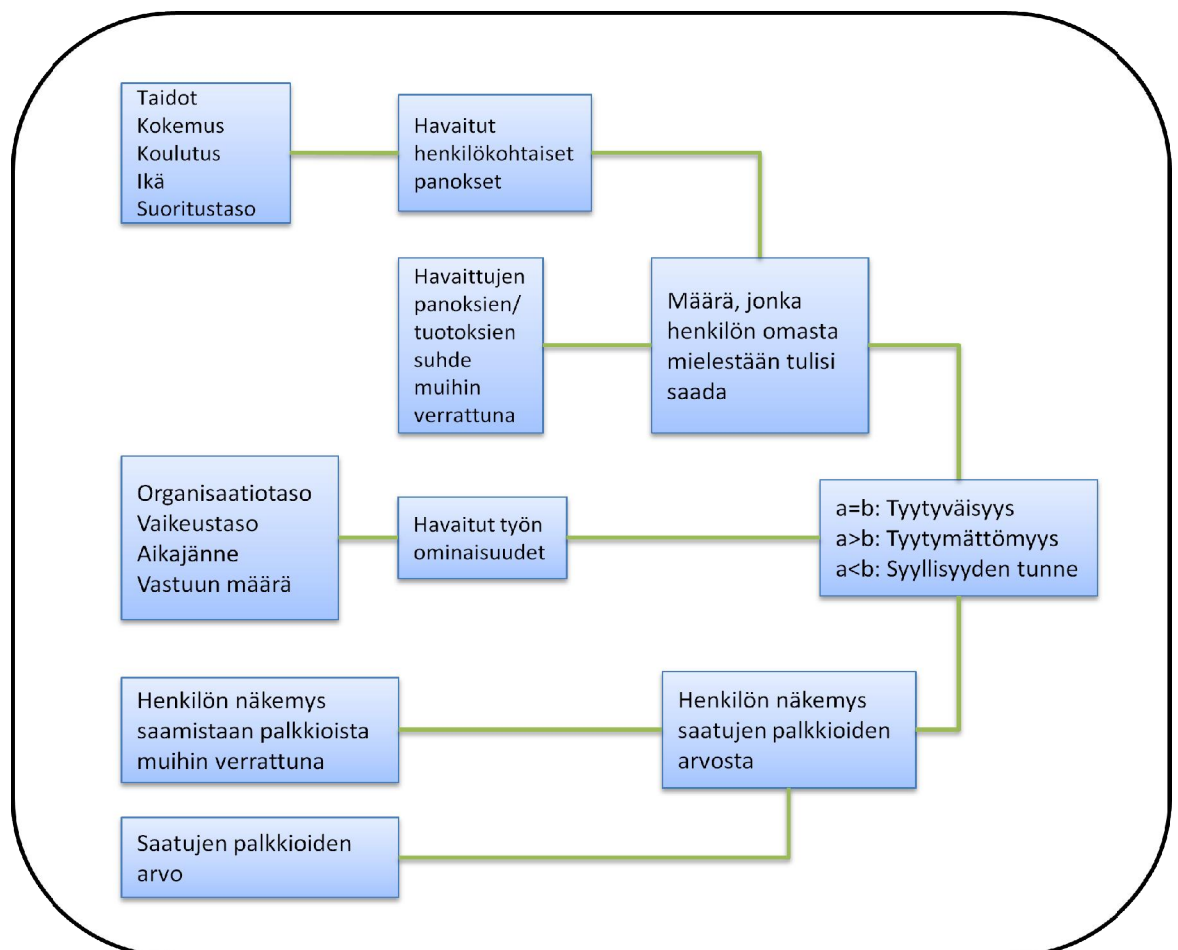 Taidot
Kokemus
Koulutus
Ikä
Suoritustaso
Havaitut
henkilökohtaiset
panokset
Havaittujen
panoksien/
tuotoksien
suhde
muihin
verrattuna
Määrä, jonka
henkilön omasta
mielestään tulisi
saada
Organisaatiotaso
Vaikeustaso
Aikajänne
Vastuun määrä
Havaitut työn
ominaisuudet
a=b: Tyytyväisyys
a>b: Tyytymättömyys
a<b: Syyllisyyden tunne
Henkilön näkemys
saamistaan palkkioista
muihin verrattuna
Henkilön näkemys
saatujen palkkioiden
arvosta
Saatujen palkkioiden
arvo